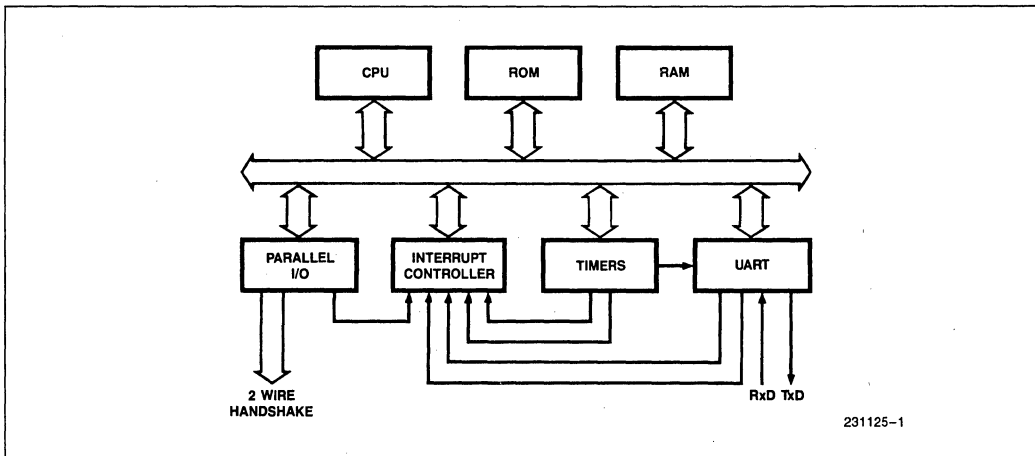 CPU
ROM
RAM
PARALLEL
I/O
INTERRUPT
CONTROLLER
TIMERS
UART
2 WIRE
HANDSHAKE
RxD TxD
231125-1